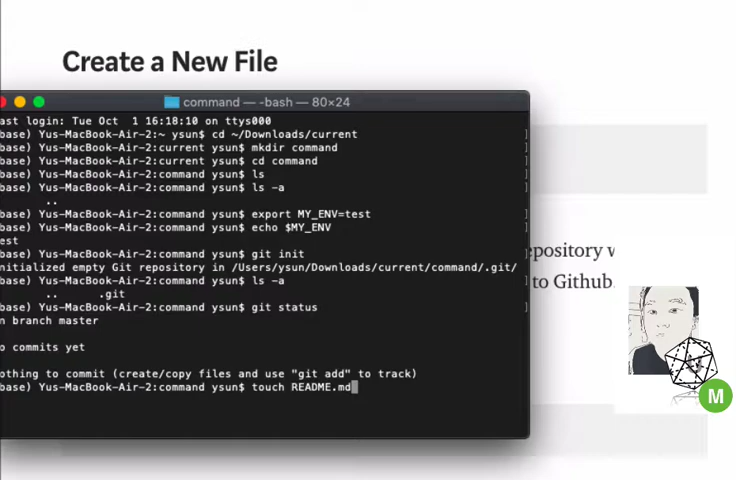 Create a New File
command — -bash — 80×24
ast login: Tue Oct  1 16:18:10 on ttys000
base) Yus-MacBook-Air-2:~ ysun$ cd ~/Downloads/current
base) Yus-MacBook-Air-2:current ysun$ mkdir command
base) Yus-MacBook-Air-2:current ysun$ cd command
base) Yus-MacBook-Air-2:command ysun$ ls
base) Yus-MacBook-Air-2:command ysun$ ls -a
..
base) Yus-MacBook-Air-2:command ysun$ export MY_ENV=test
base) Yus-MacBook-Air-2:command ysun$ echo $MY_ENV
est
base) Yus-MacBook-Air-2:command ysun$ git init
nitialized empty Git repository in /Users/ysun/Downloads/current/command/.git/
base) Yus-MacBook-Air-2:command ysun$ ls -a
.. .git
base) Yus-MacBook-Air-2:command ysun$ git status
n branch master
o commits yet
othing to commit (create/copy files and use "git add" to track)
base) Yus-MacBook-Air-2:command ysun$ touch README.md
epository w
to Github.
M